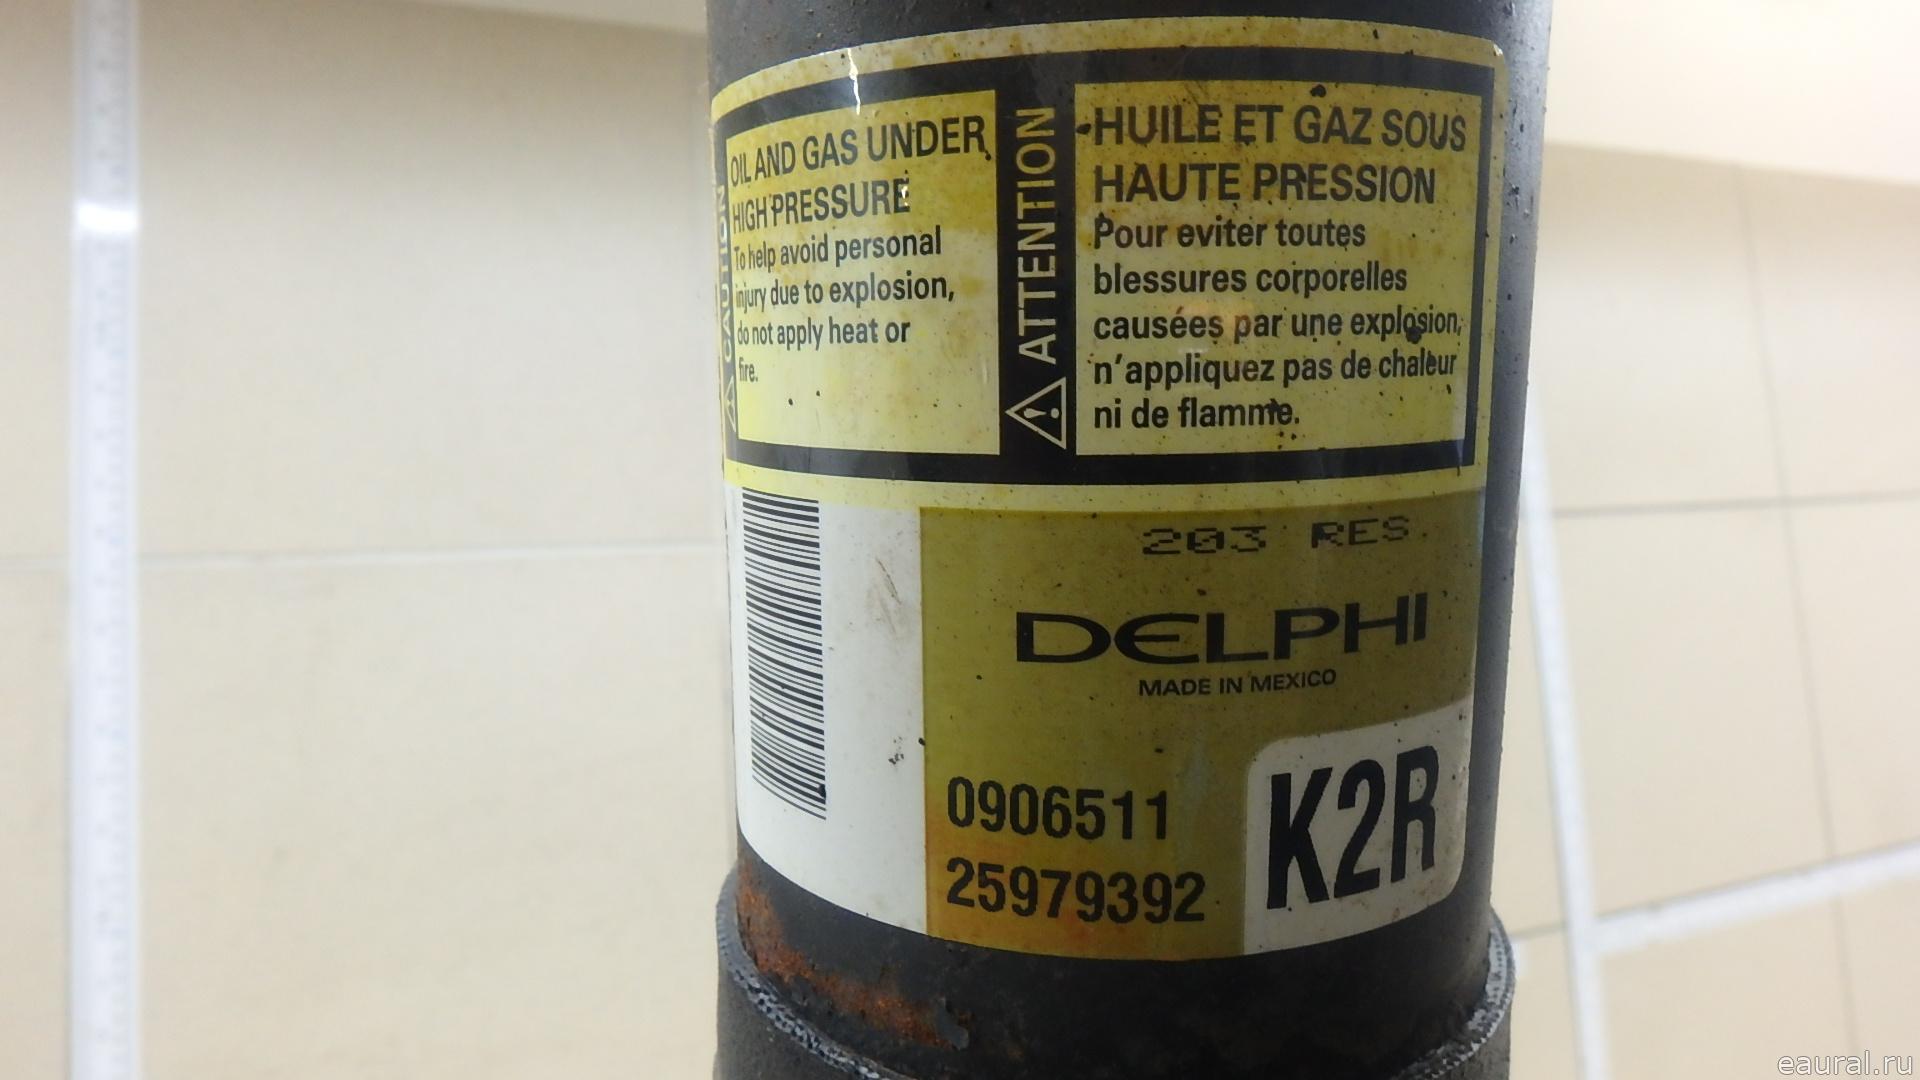 CAUTION
OIL AND GAS UNDER
HIGH PRESSURE
To help avoid personal
injury due to explosion,
do not apply heat or
fire.
ATTENTION
HUILE ET GAZ SOUS
HAUTE PRESSION
Pour eviter toutes
blessures corporelles
causées par une explosion,
n'appliquez pas de chaleur
ni de flamme.
203 RES
DELPHI
MADE IN MEXICO
0906511
25979392
K2R
eaural.ru